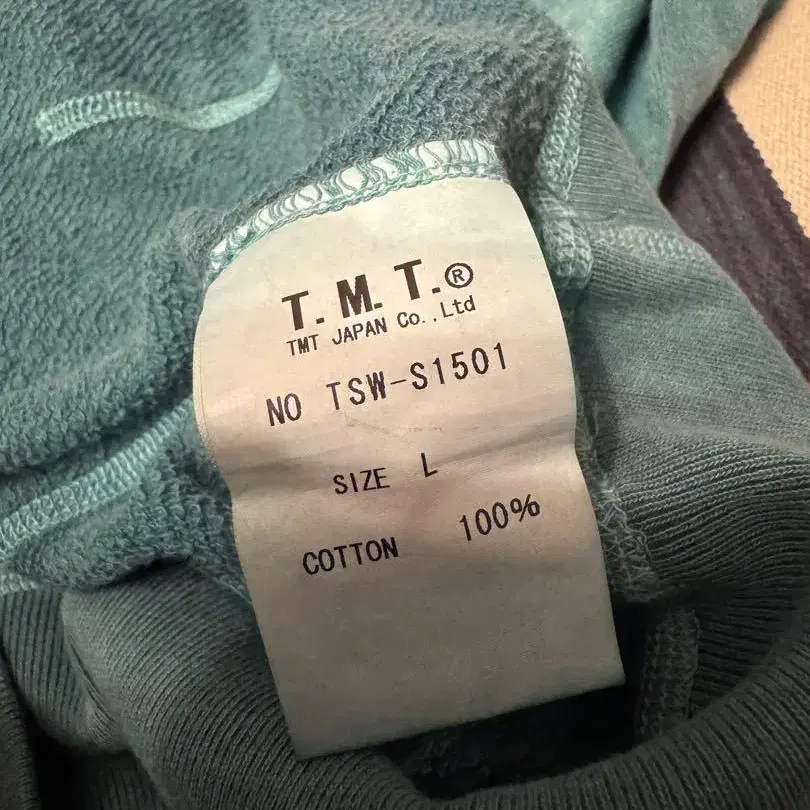 T. M. T.®
TMT JAPAN Co.,Ltd
NO TSW-S1501
SIZE L
COTTON 100%